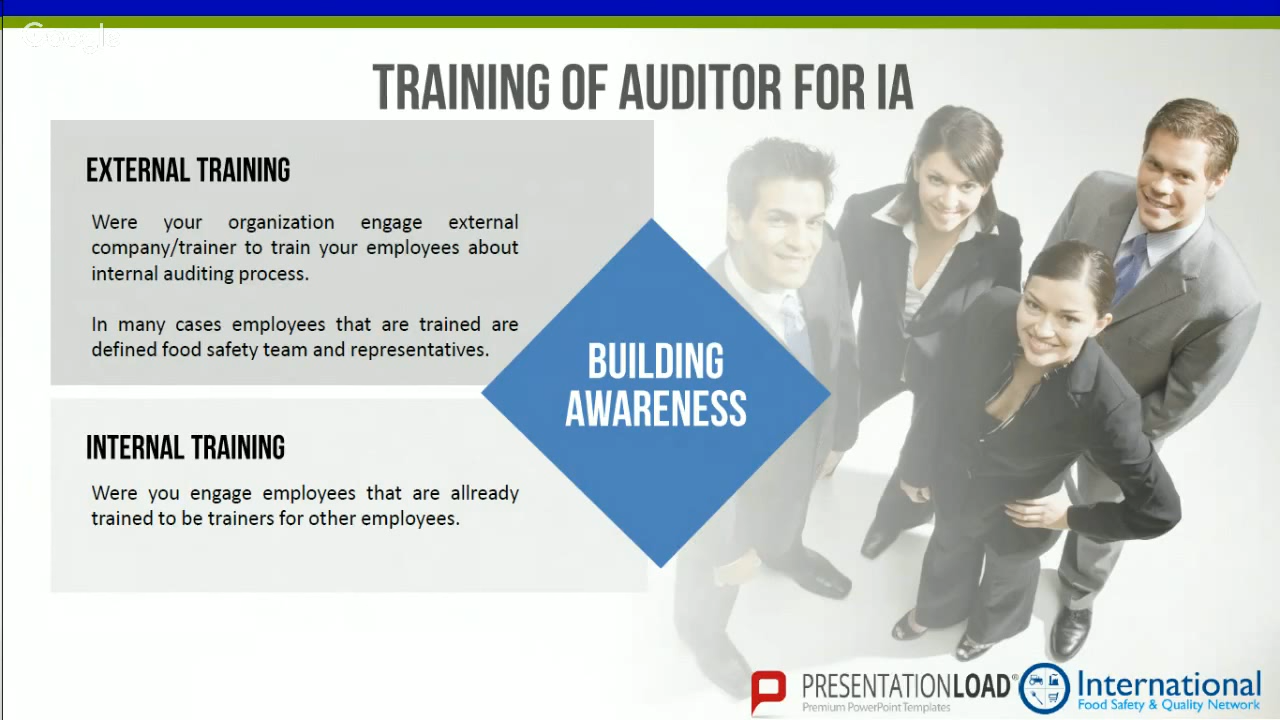 Google
TRAINING OF AUDITOR FOR IA
EXTERNAL TRAINING
Were your organization engage external
company/trainer to train your employees about
internal auditing process.
In many cases employees that are trained are
defined food safety team and representatives.
BUILDING
AWARENESS
INTERNAL TRAINING
Were you engage employees that are allready
trained to be trainers for other employees.
PRESENTATIONLOAD®
Premium PowerPoint Templates
International
Food Safety & Quality Network